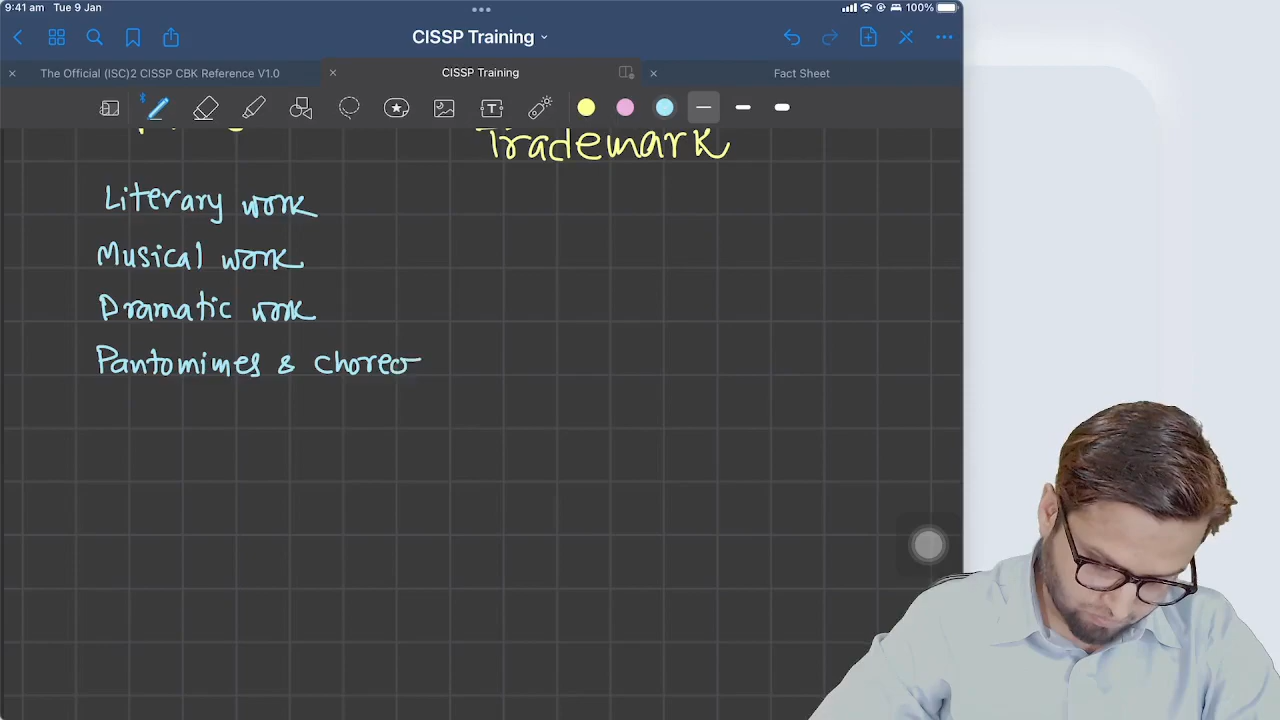 9:41 am Tue 9 Jan 100%
CISSP Training
The Official (ISC)2 CISSP CBK Reference V1.0 CISSP Training Fact Sheet
Trademark
Literary work
Musical work
Dramatic work
Pantomimes & Choreo